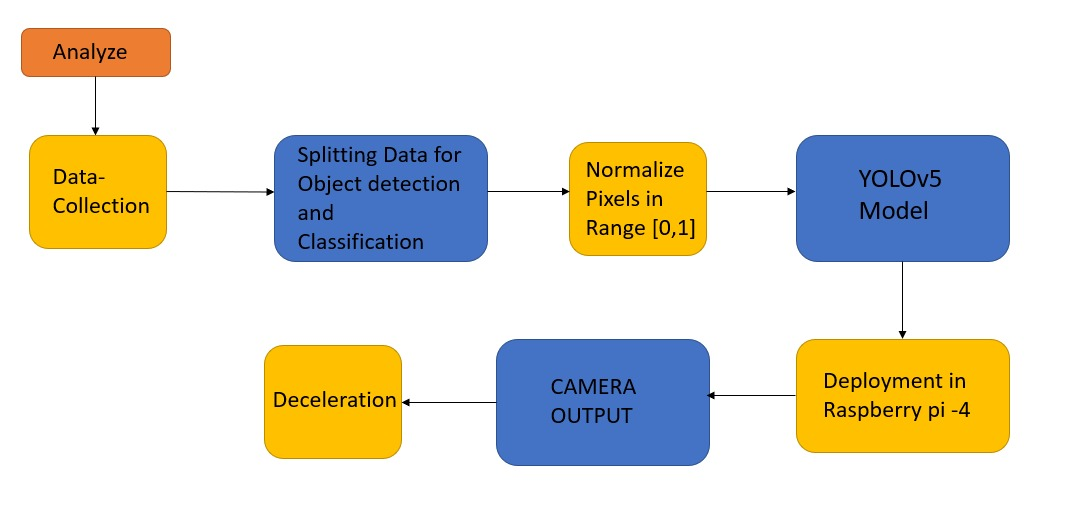 Analyze
Data-
Collection
Splitting Data for
Object detection
and
Classification
Normalize
Pixels in
Range [0,1]
YOLOv5
Model
Deployment in
Raspberry pi -4
CAMERA
OUTPUT
Deceleration